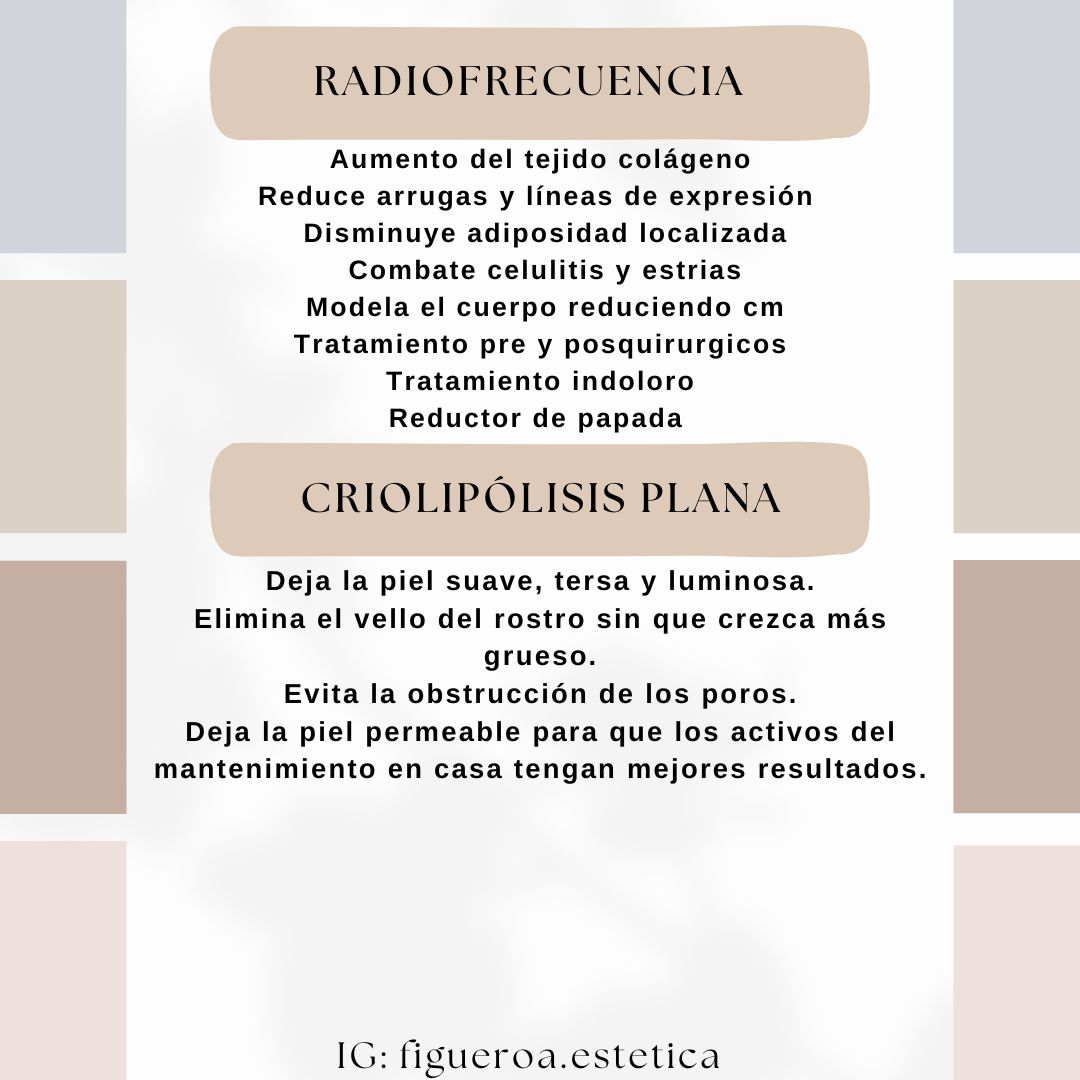 RADIOFRECUENCIA
Aumento del tejido colágeno
Reduce arrugas y líneas de expresión
Disminuye adiposidad localizada
Combate celulitis y estrias
Modela el cuerpo reduciendo cm
Tratamiento pre y posquirurgicos
Tratamiento indoloro
Reductor de papada
CRIOLIPÓLISIS PLANA
Deja la piel suave, tersa y luminosa.
Elimina el vello del rostro sin que crezca más
grueso.
Evita la obstrucción de los poros.
Deja la piel permeable para que los activos del
mantenimiento en casa tengan mejores resultados.
IG: figueroa.estetica